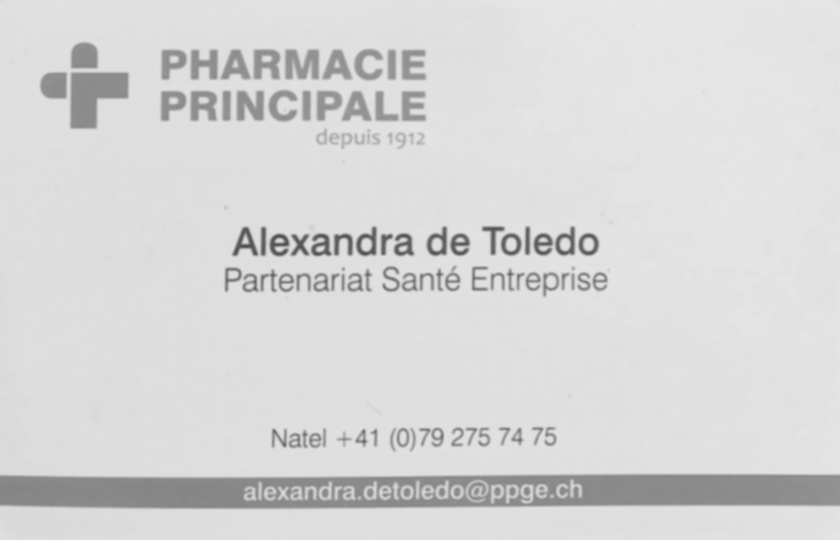 PHARMACIE
PRINCIPALE
depuis 1912
Alexandra de Toledo
Partenariat Santé Entreprise
Natel +41 (0)79 275 74 75
alexandra.detoledo@ppge.ch